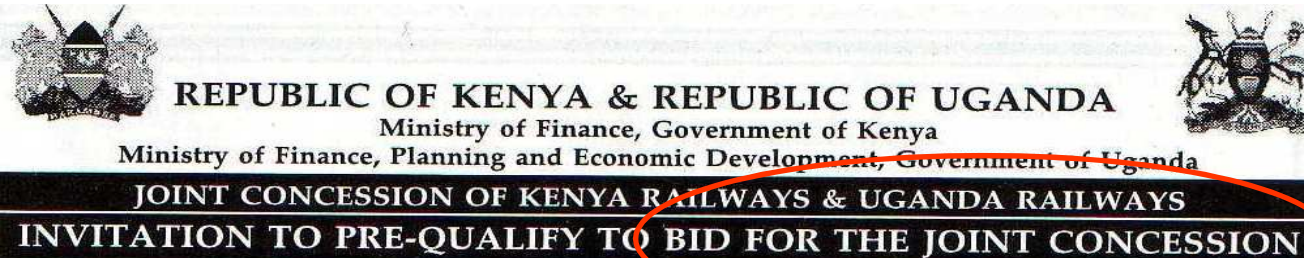 HARAMBEE
REPUBLIC OF KENYA & REPUBLIC OF UGANDA
Ministry of Finance, Government of Kenya
Ministry of Finance, Planning and Economic Development, Government of Uganda
JOINT CONCESSION OF KENYA RAILWAYS & UGANDA RAILWAYS
INVITATION TO PRE-QUALIFY TO BID FOR THE JOINT CONCESSION